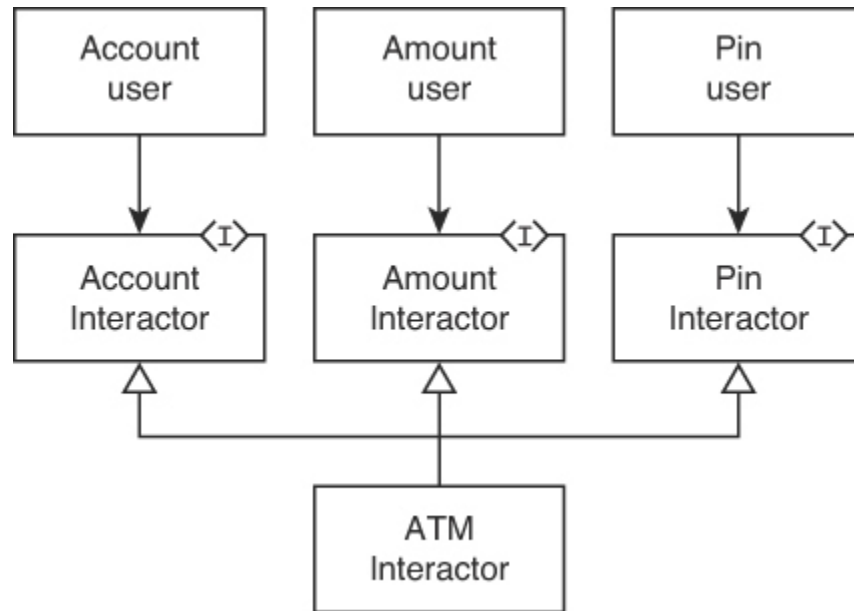 Account
user
Amount
user
Pin
user
<I>
<I>
<I>
Account
Interactor
Amount
Interactor
Pin
Interactor
ATM
Interactor